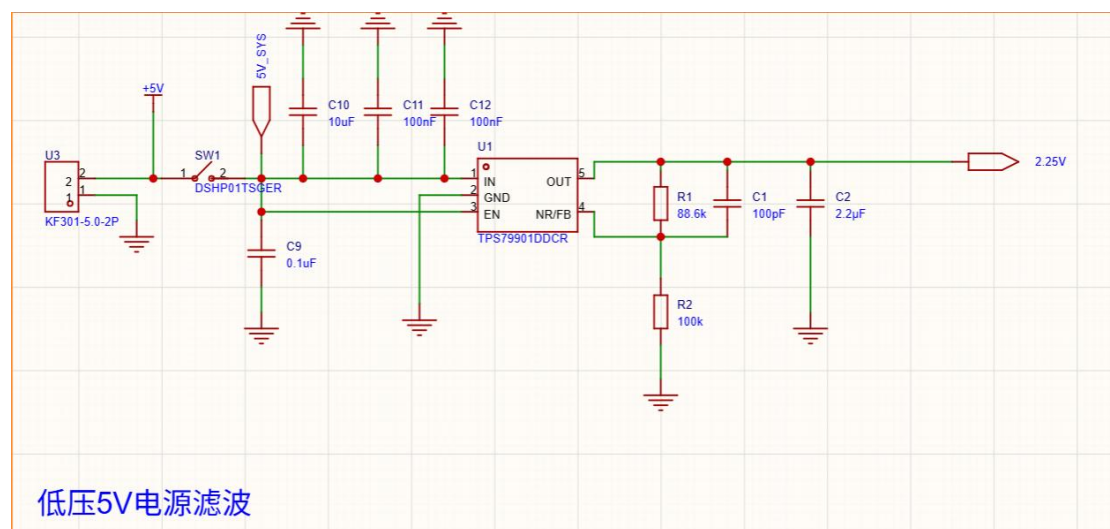 5V_SYS
+5V
C10
10uF
C11
100nF
C12
100nF
U3
2
2
1
1
KF301-5.0-2P
SW1
1
2
DSHP01TSGER
C9
0.1uF
U1
1
IN
2
GND
3
EN
OUT
5
NR/FB
4
TPS79901DDCR
R1
88.6k
C1
100pF
C2
2.2µF
2.25V
R2
100k
低压5V电源滤波